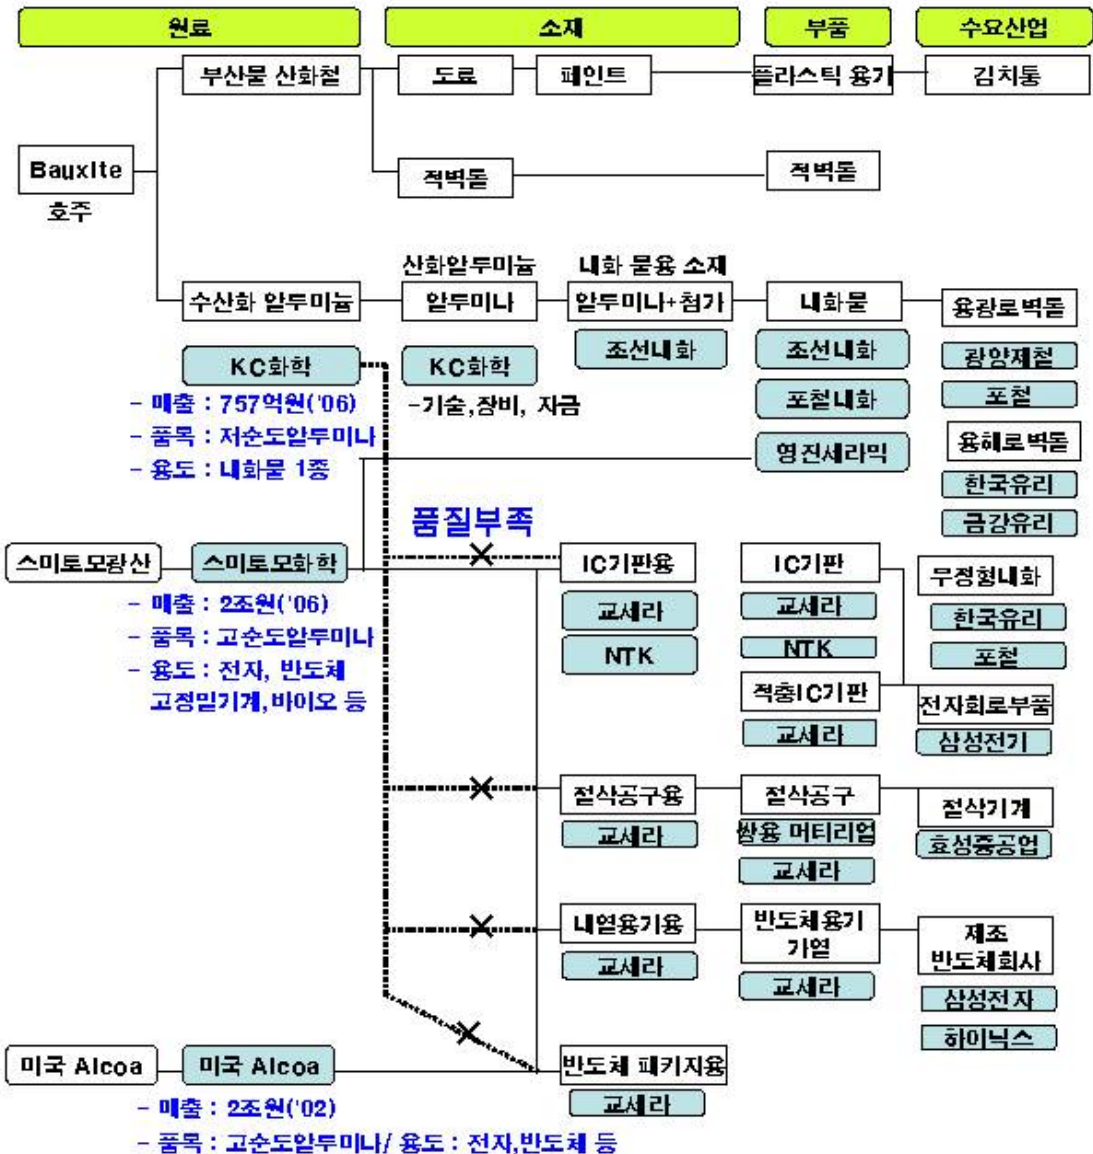 원료 소재 부품 수요산업
부산물 산화철 도료 페인트 플라스틱 용기 김치통
Bauxite
호주
적벽돌 적벽돌
산화알루미늄 내화 물용 소재
수산화 알루미늄 알루미나 알루미나+첨가 내화물 용광로벽돌
KC화학 KC화학 조선내화 조선내화 광양제철
- 매출 : 757억원('06) -기술,장비, 자금 포철내화 포철
- 품목 : 저순도알루미나
- 용도 : 내화물 1종 영진세라믹 용해로벽돌
한국유리
품질부족 금강유리
스미토모광산 스미토모화학 IC기판용 IC기판 무정형내화
- 매출 : 2조원('06) 교세라 교세라 한국유리
- 품목 : 고순도알루미나 NTK NTK 포철
- 용도 : 전자, 반도체
고정밀기계,바이오 등 적층IC기판 전자회로부품
교세라 삼성전기
절삭공구용 절삭공구 절삭기계
교세라 쌍용 머티리얼 효성중공업
교세라
내열용기용 반도체용기 제조
가열 반도체회사
교세라 교세라 삼성전자
하이닉스
미국 Alcoa 미국 Alcoa 반도체 패키지용
- 매출 : 2조원('02) 교세라
- 품목 : 고순도알루미나/ 용도 : 전자,반도체 등